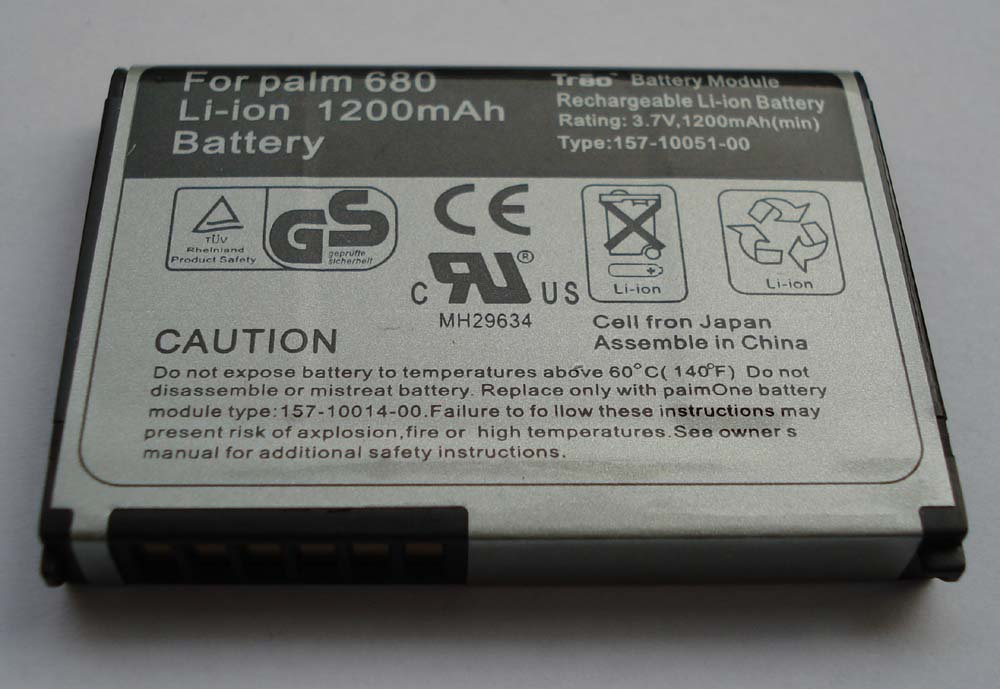 For palm 680
Li-ion 1200mAh
Battery
Treo™ Battery Module
Rechargeable Li-ion Battery
Rating: 3.7V,1200mAh(min)
Type:157-10051-00
TÜV
Rheinland
Product Safety
GS
geprüfte
sicherheit
CE
C RU® US
MH29634
Li-ion
Li-ion
Cell fron Japan
Assemble in China
CAUTION
Do not expose battery to temperatures above 60°C( 140°F) Do not
disassemble or mistreat battery. Replace only with palmOne battery
module type:157-10014-00.Failure to fo llow these instructions may
present risk of axplosion,fire or high temperatures.See owner s
manual for additional safety instructions.